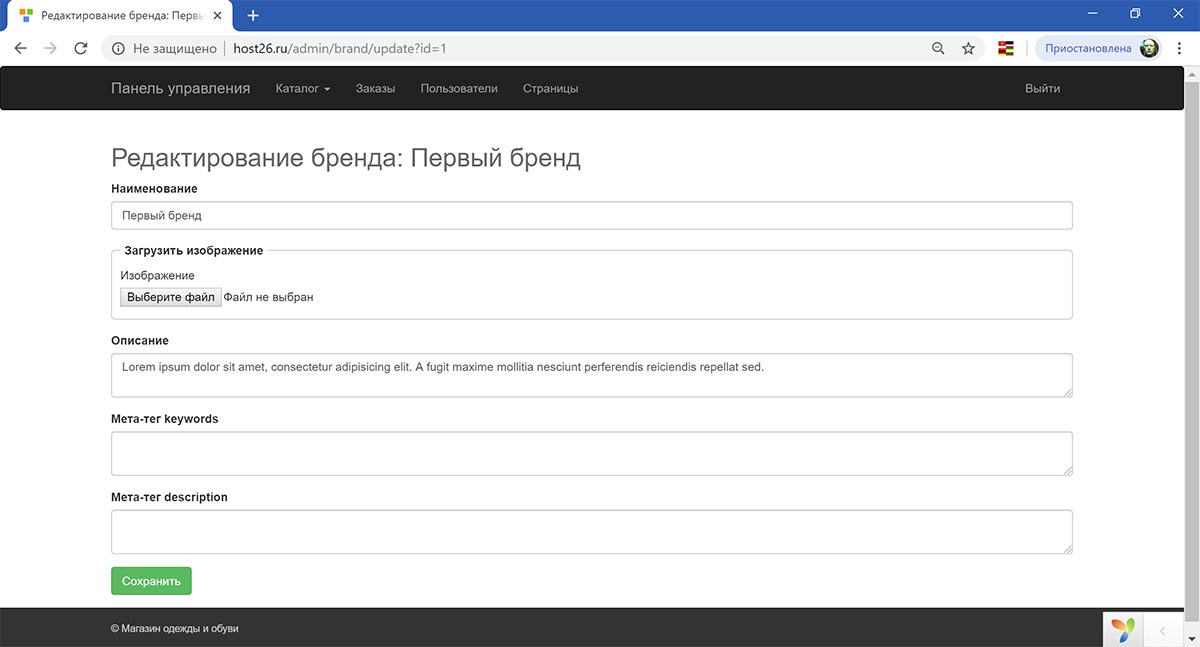 Редактирование бренда: Первь
Не защищено
host26.ru/admin/brand/update?id=1
Приостановлена
Панель управления Каталог Заказы Пользователи Страницы Выйти
Редактирование бренда: Первый бренд
Наименование
Первый бренд
Загрузить изображение
Изображение
Выберите файл Файл не выбран
Описание
Lorem ipsum dolor sit amet, consectetur adipisicing elit. A fugit maxime mollitia nesciunt perferendis reiciendis repellat sed.
Мета-тег keywords
Мета-тег description
Сохранить
© Магазин одежды и обуви